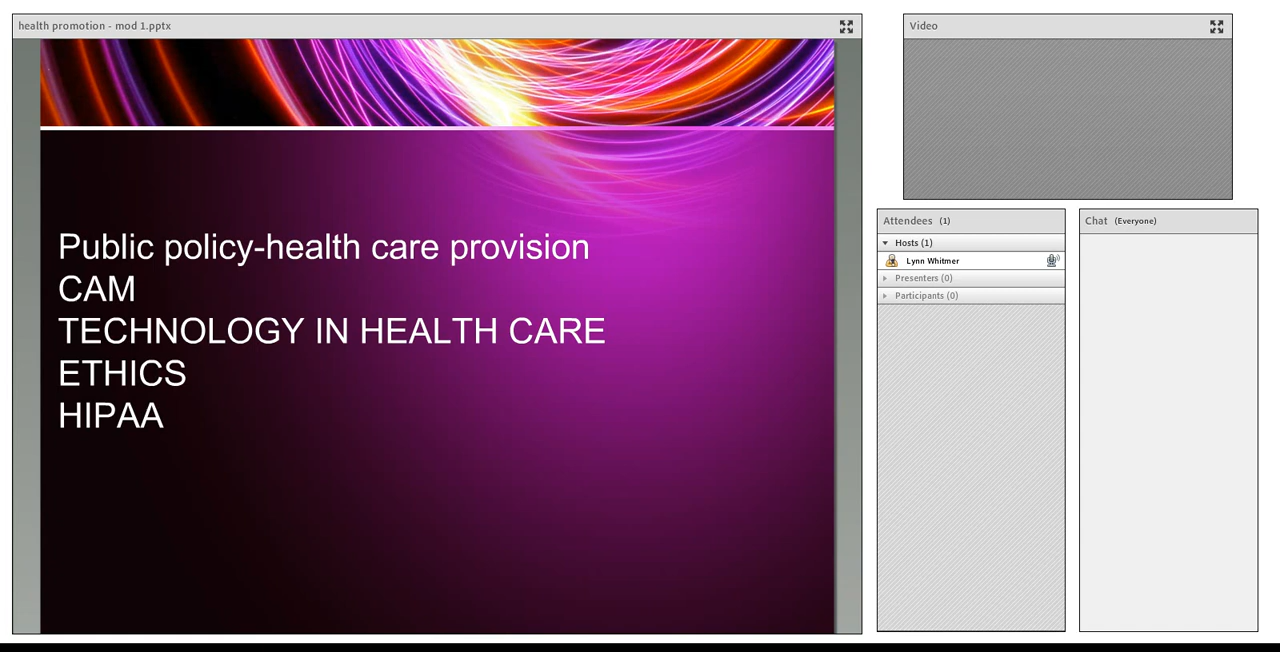 health promotion - mod 1.pptx
Public policy-health care provision
CAM
TECHNOLOGY IN HEALTH CARE
ETHICS
HIPAA
Video
Attendees (1)
Hosts (1)
Lynn Whitmer
Presenters (0)
Participants (0)
Chat (Everyone)